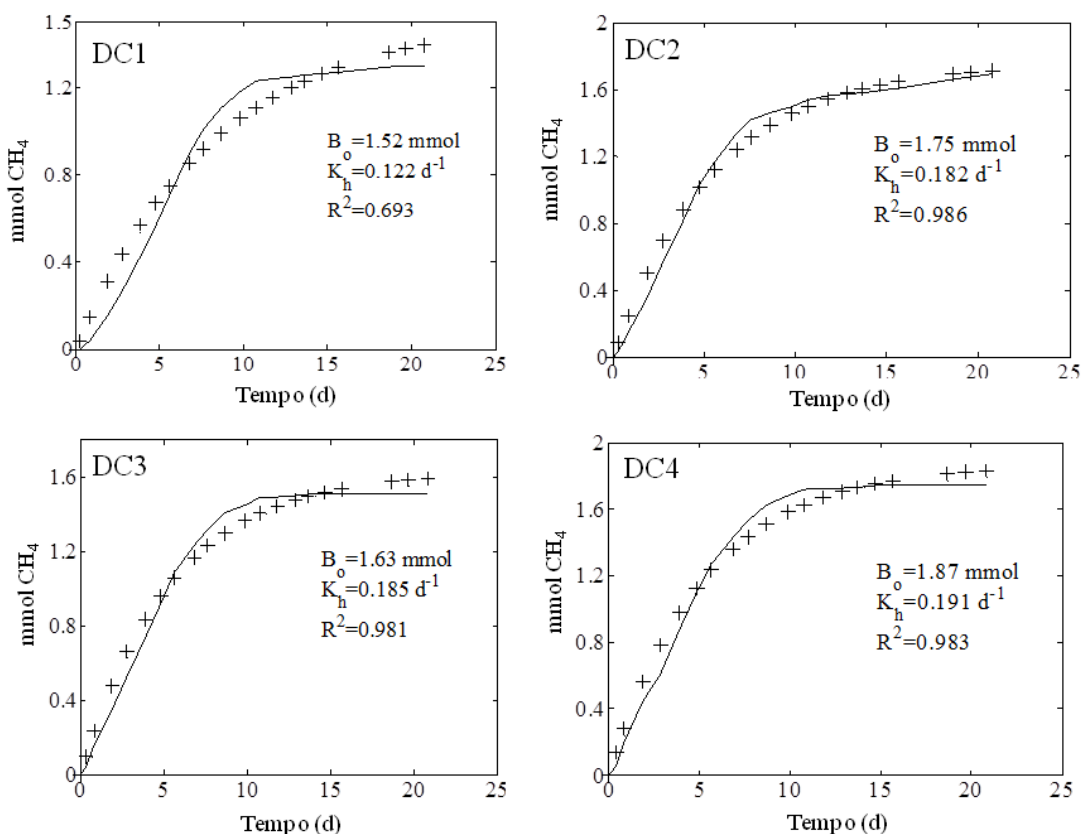 DC1
1.5
1.2
0.8
0.4
0
mmol CH₄
B₀=1.52 mmol
Kₕ=0.122 d⁻¹
R²=0.693
0 5 10 15 20 25
Tempo (d)
DC2
2
1.6
1.2
0.8
0.4
0
mmol CH₄
Bₒ=1.75 mmol
Kₕ=0.182 d⁻¹
R²=0.986
0 5 10 15 20 25
Tempo (d)
DC3
1.6
1.2
0.8
0.4
0
mmol CH₄
Bₒ=1.63 mmol
Kₕ=0.185 d⁻¹
R²=0.981
0 5 10 15 20 25
Tempo (d)
DC4
2
1.6
1.2
0.8
0.4
0
mmol CH₄
Bₒ=1.87 mmol
Kₕ=0.191 d⁻¹
R²=0.983
0 5 10 15 20 25
Tempo (d)